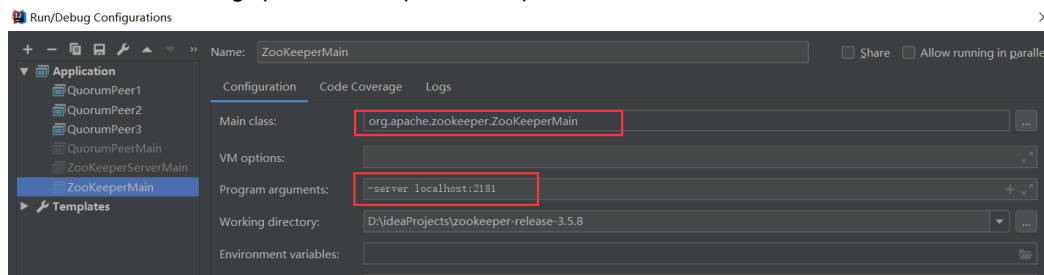 Run/Debug Configurations
Name: ZooKeeperMain
Share
Allow running in paralle
Application
QuorumPeer1
QuorumPeer2
QuorumPeer3
QuorumPeerMain
ZooKeeperServerMain
ZooKeeperMain
Templates
Configuration Code Coverage Logs
Main class: org.apache.zookeeper.ZooKeeperMain
VM options:
Program arguments: -server localhost:2181
Working directory: D:\ideaProjects\zookeeper-release-3.5.8
Environment variables: